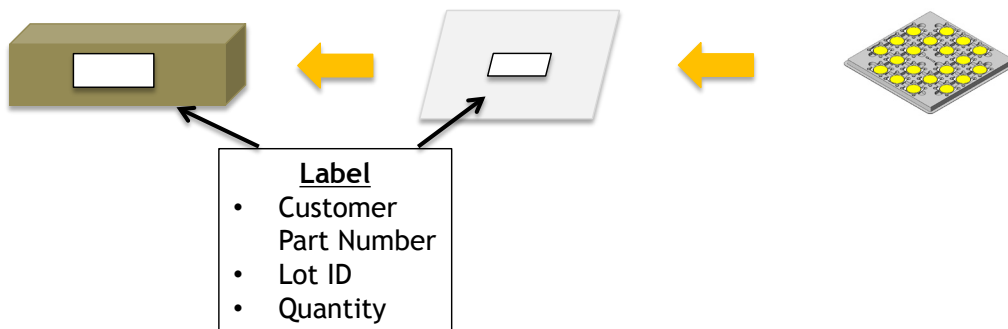 Label
• Customer
Part Number
• Lot ID
• Quantity